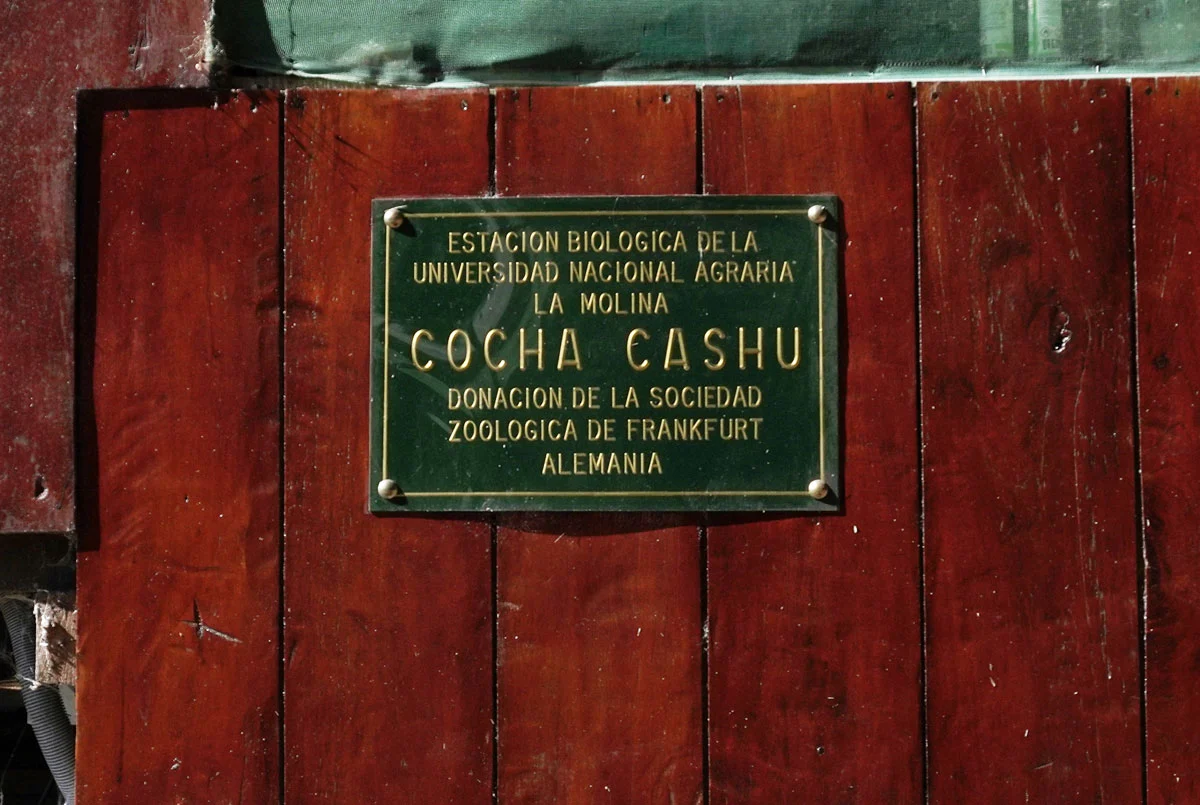 ESTACION BIOLOGICA DE LA
UNIVERSIDAD NACIONAL AGRARIA
LA MOLINA
COCHA CASHU
DONACION DE LA SOCIEDAD
ZOOLOGICA DE FRANKFURT
ALEMANIA